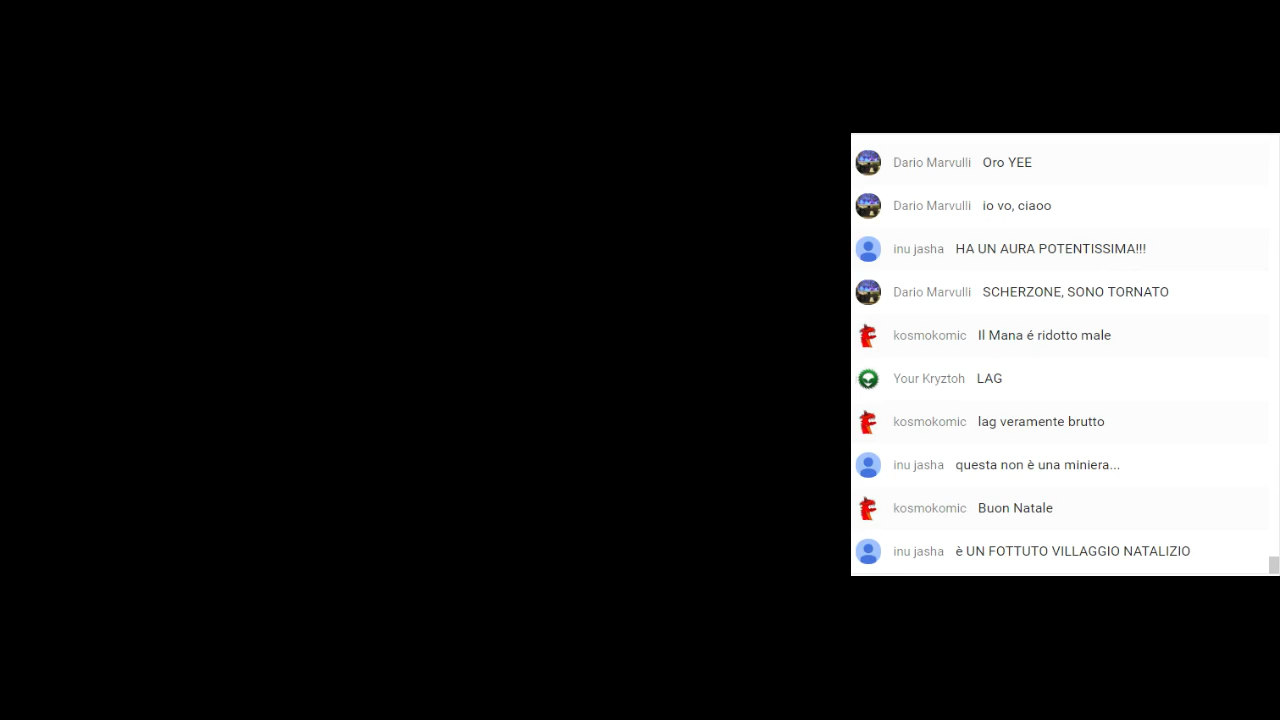 Dario Marvulli Oro YEE
Dario Marvulli io vo, ciaoo
inu jasha HA UN AURA POTENTISSIMA!!!
Dario Marvulli SCHERZONE, SONO TORNATO
kosmokomic Il Mana é ridotto male
Your Kryztoh LAG
kosmokomic lag veramente brutto
inu jasha questa non è una miniera...
kosmokomic Buon Natale
inu jasha è UN FOTTUTO VILLAGGIO NATALIZIO